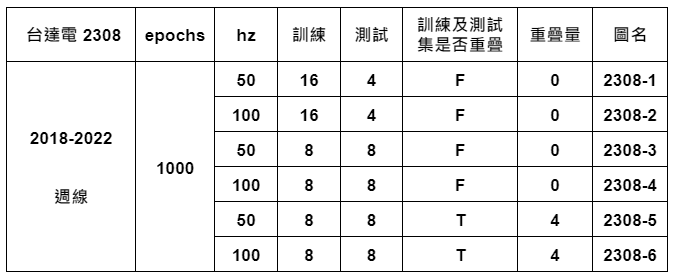 台達電 2308 epochs hz 訓練 測試 訓練及測試集是否重疊 重疊量 圖名
2018-2022 週線 1000 50 16 4 F 0 2308-1
100 16 4 F 0 2308-2
50 8 8 F 0 2308-3
100 8 8 F 0 2308-4
50 8 8 T 4 2308-5
100 8 8 T 4 2308-6